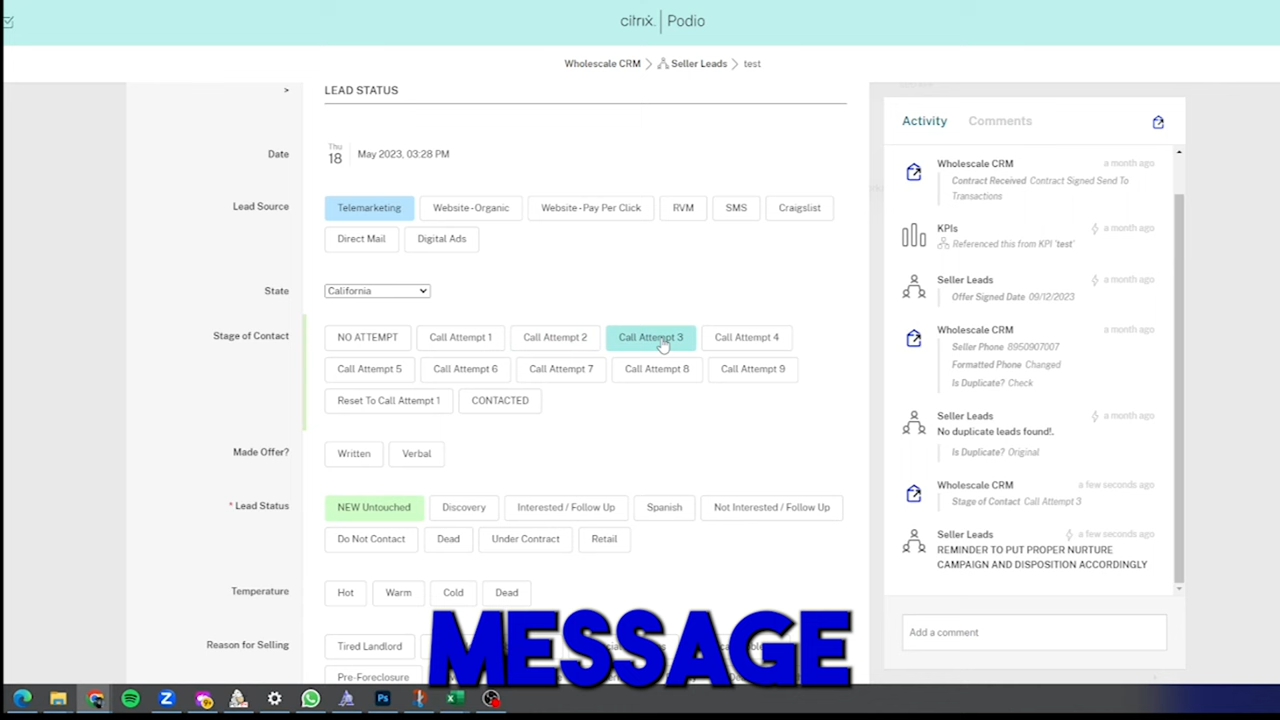 citrix. | Podio
Wholescale CRM > Seller Leads > test
>
LEAD STATUS
Date
Thu
18
May 2023, 03:28 PM
Lead Source
Telemarketing
Website - Organic
Website - Pay Per Click
RVM
SMS
Craigslist
Direct Mail
Digital Ads
State
California
Stage of Contact
NO ATTEMPT
Call Attempt 1
Call Attempt 2
Call Attempt 3
Call Attempt 4
Call Attempt 5
Call Attempt 6
Call Attempt 7
Call Attempt 8
Call Attempt 9
Reset To Call Attempt 1
CONTACTED
Made Offer?
Written
Verbal
* Lead Status
NEW Untouched
Discovery
Interested / Follow Up
Spanish
Not Interested / Follow Up
Do Not Contact
Dead
Under Contract
Retail
Temperature
Hot
Warm
Cold
Dead
Reason for Selling
Tired Landlord
Pre-Foreclosure
MESSAGE
Activity
Comments
Wholescale CRM
a month ago
Contract Received Contract Signed Send To
Transactions
KPIs
a month ago
Referenced this from KPI 'test'
Seller Leads
a month ago
Offer Signed Date 09/12/2023
Wholescale CRM
a month ago
Seller Phone 8950907007
Formatted Phone Changed
Is Duplicate? Check
Seller Leads
a month ago
No duplicate leads found!.
Is Duplicate? Original
Wholescale CRM
a few seconds ago
Stage of Contact Call Attempt 3
Seller Leads
a few seconds ago
REMINDER TO PUT PROPER NURTURE
CAMPAIGN AND DISPOSITION ACCORDINGLY
Add a comment